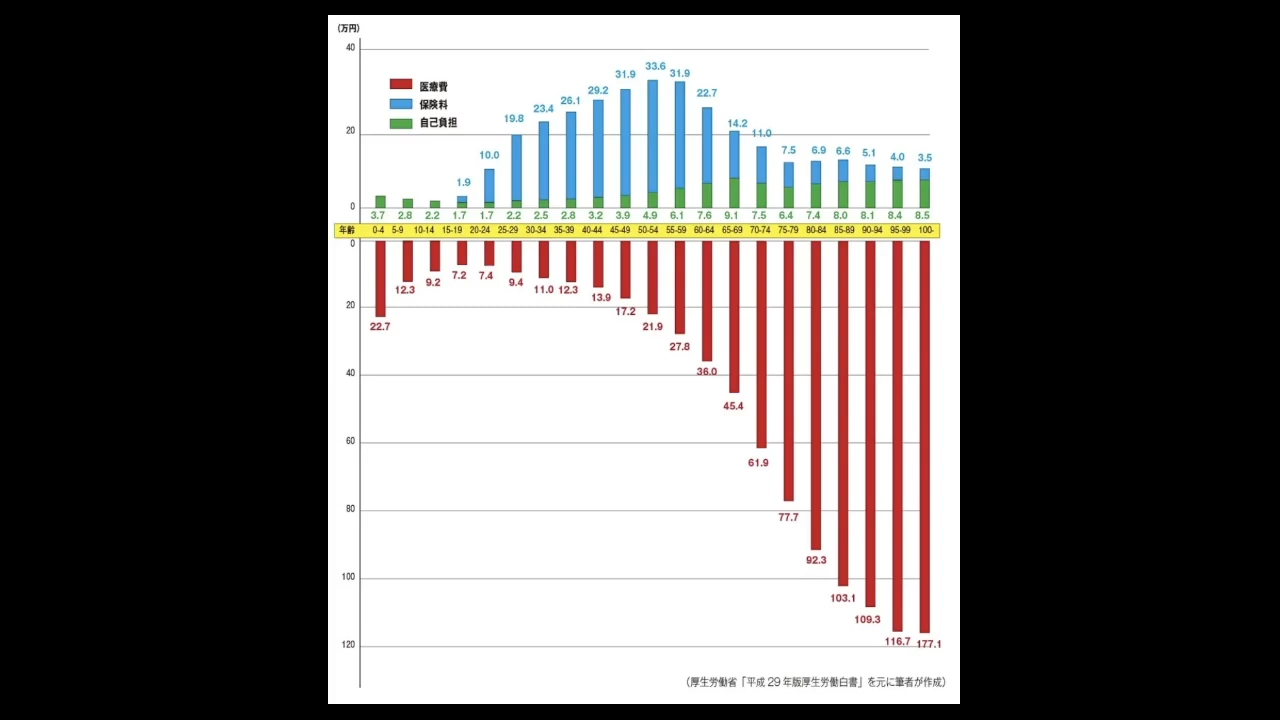 (万円)
40
医療費
保険料
自己負担
20
0
1.9 10.0 19.8 23.4 26.1 29.2 31.9 33.6 31.9 22.7 14.2 11.0 7.5 6.9 6.6 5.1 4.0 3.5
3.7 2.8 2.2 1.7 1.7 2.2 2.5 2.8 3.2 3.9 4.9 6.1 7.6 9.1 7.5 6.4 7.4 8.0 8.1 8.4 8.5
年齢 0-4 5-9 10-14 15-19 20-24 25-29 30-34 35-39 40-44 45-49 50-54 55-59 60-64 65-69 70-74 75-79 80-84 85-89 90-94 95-99 100-
0
20
40
60
80
100
120
22.7 12.3 9.2 7.2 7.4 9.4 11.0 12.3 13.9 17.2 21.9 27.8 36.0 45.4 61.9 77.7 92.3 103.1 109.3 116.7 177.1
(厚生労働省「平成29年版厚生労働白書」を元に筆者が作成)